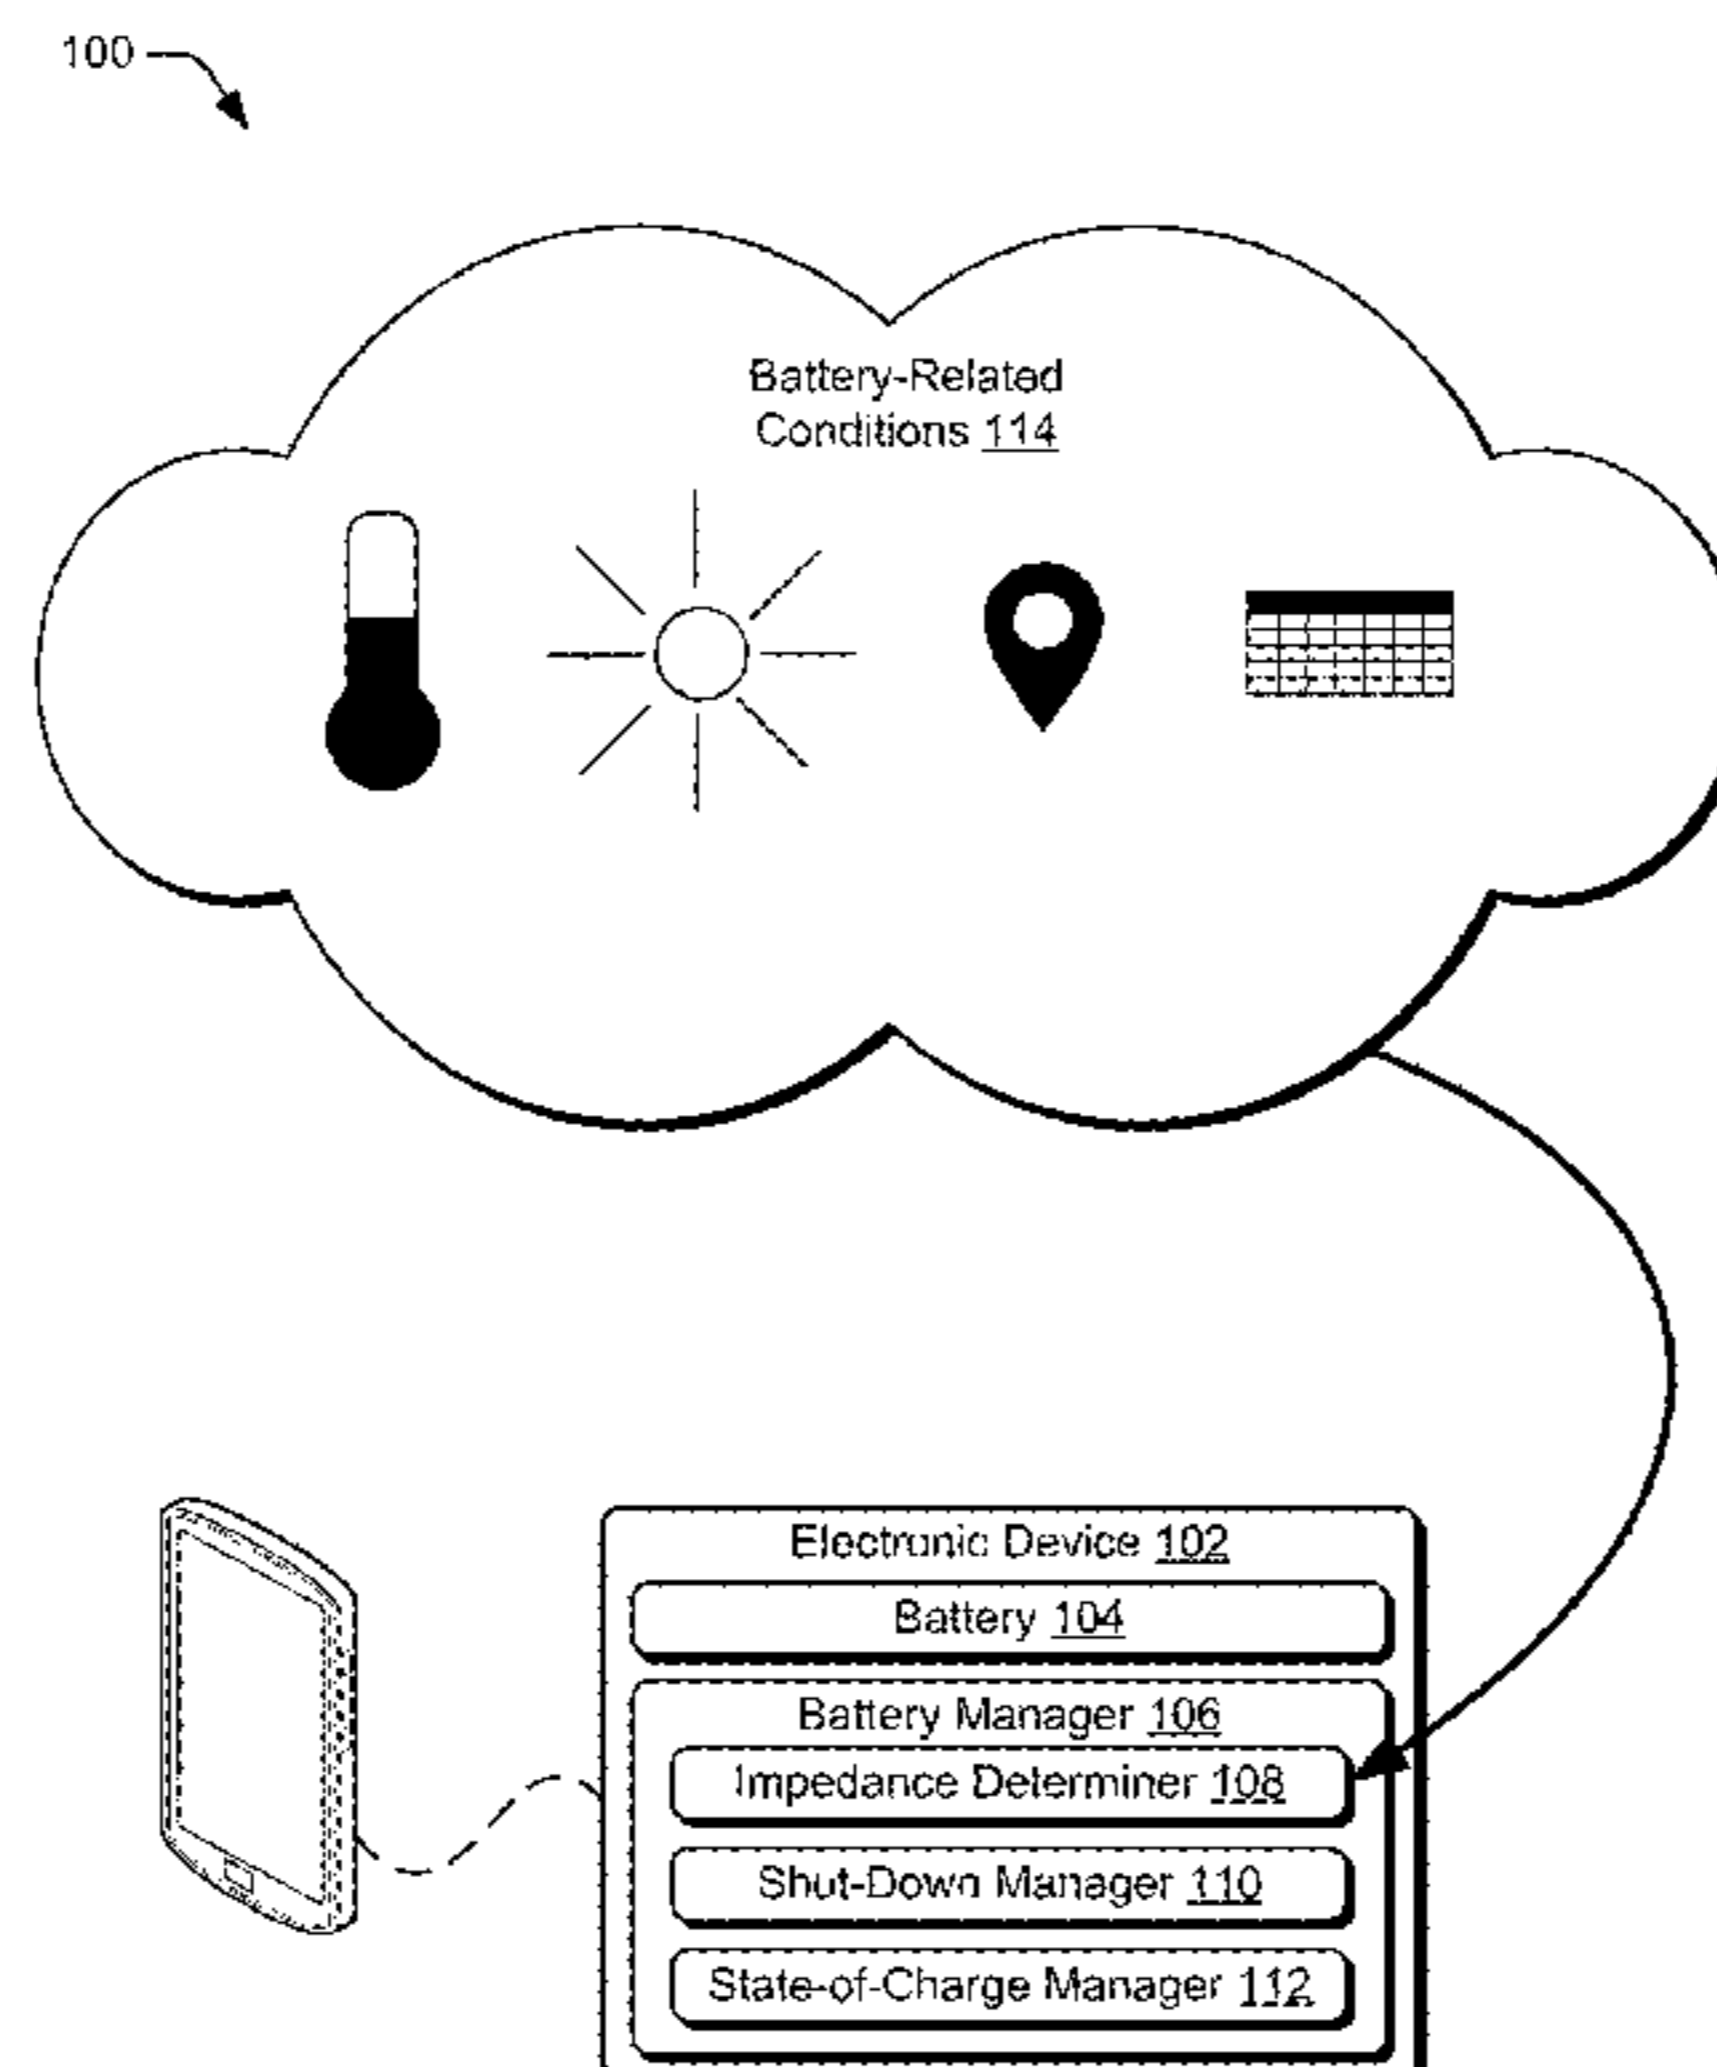 100
Battery-Related
Conditions 114
Electronic Device 102
Battery 104
Battery Manager 106
Impedance Determiner 108
Shut-Down Manager 110
State-of-Charge Manager 112